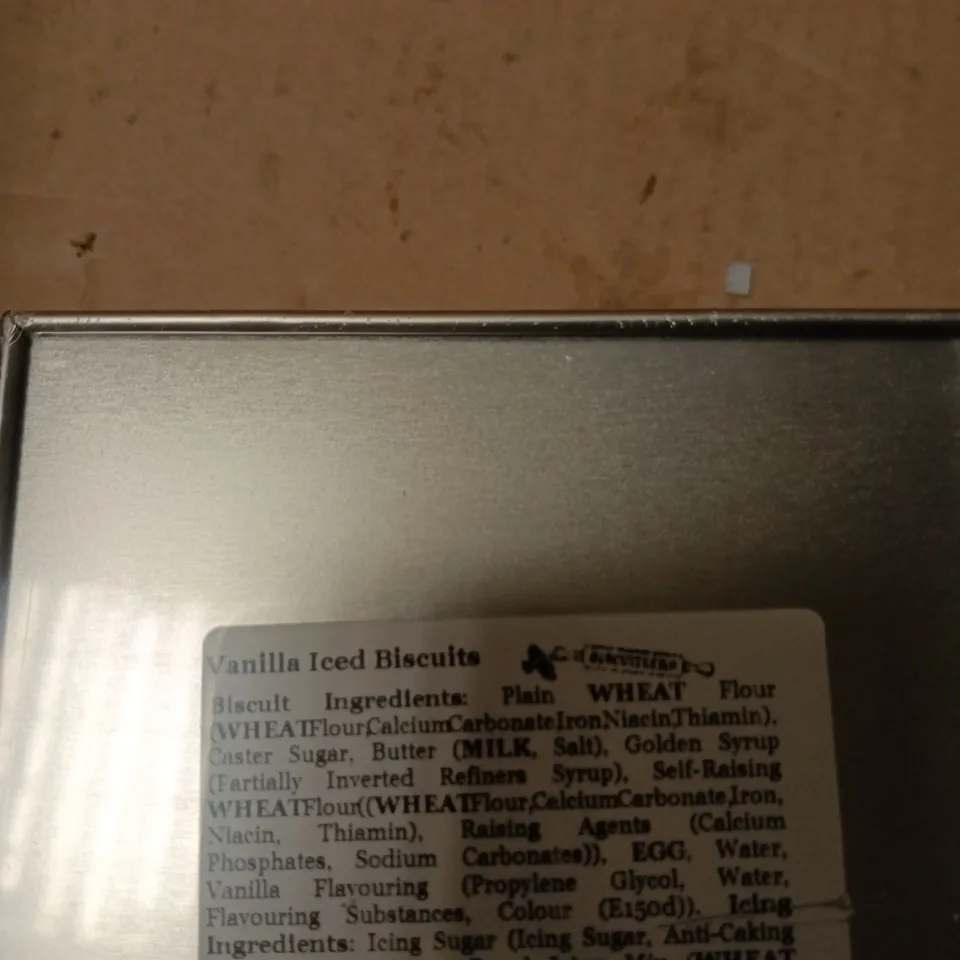 Vanilla Iced Biscuits
Biscuit Ingredients: Plain WHEAT Flour
(WHEATFlour,CalciumCarbonate,Iron,Niacin,Thiamin),
Caster Sugar, Butter (MILK, Salt), Golden Syrup
(Partially Inverted Refiners Syrup), Self-Raising
WHEATFlour((WHEATFlour,CalciumCarbonate,Iron,
Niacin, Thiamin), Raising Agents (Calcium
Phosphates, Sodium Carbonates)), EGG, Water,
Vanilla Flavouring (Propylene Glycol, Water,
Flavouring Substances, Colour (E150d)). Icing
Ingredients: Icing Sugar (Icing Sugar, Anti-Caking
(WHEAT